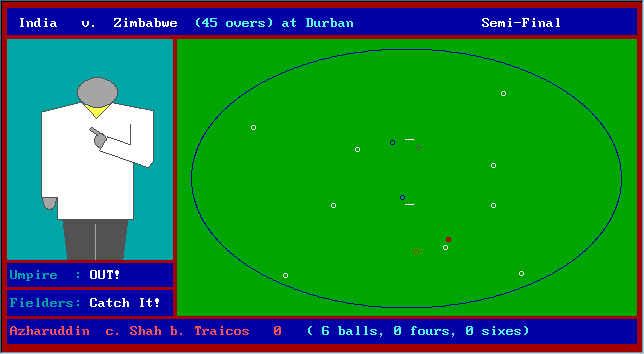 India v. Zimbabwe (45 overs) at Durban Semi-Final
Umpire : OUT!
Fielders: Catch It!
Azharuddin c. Shah b. Traicos 0 ( 6 balls, 0 fours, 0 sixes)